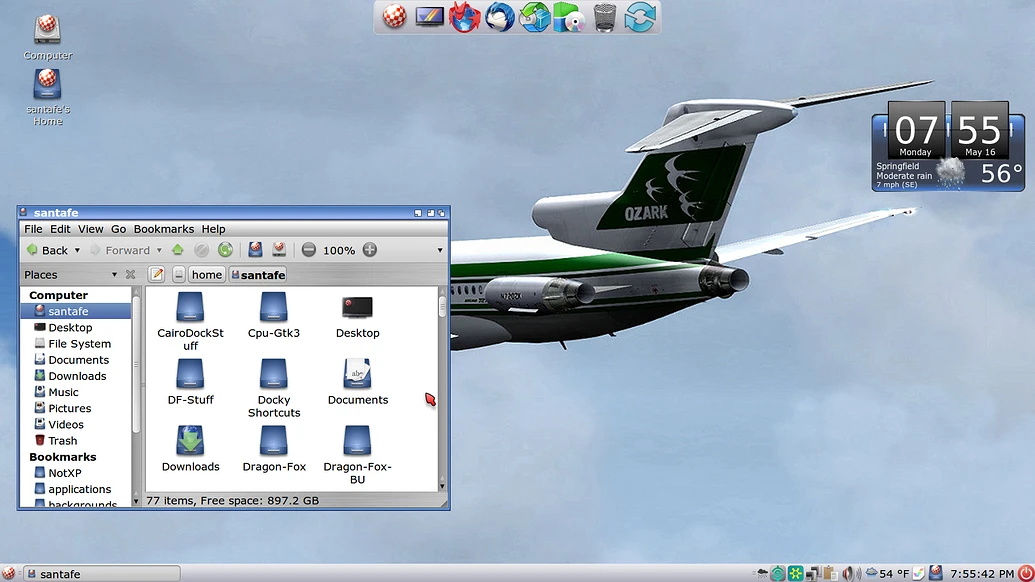 Computer
santafe's
Home
07
55
Monday
May 16
Springfield
Moderate rain
7 mph (SE)
56°
OZARK
santafe
File Edit View Go Bookmarks Help
Back
Forward
100%
Places
home
santafe
Computer
santafe
Desktop
File System
Documents
Downloads
Music
Pictures
Videos
Trash
Bookmarks
NotXP
applications
backgrounds
CairoDockSt
uff
Cpu-Gtk3
Desktop
DF-Stuff
Docky
Shortcuts
abc
Documents
Downloads
Dragon-Fox
Dragon-Fox-
BU
77 items, Free space: 897.2 GB
santafe
54 °F
7:55:42 PM